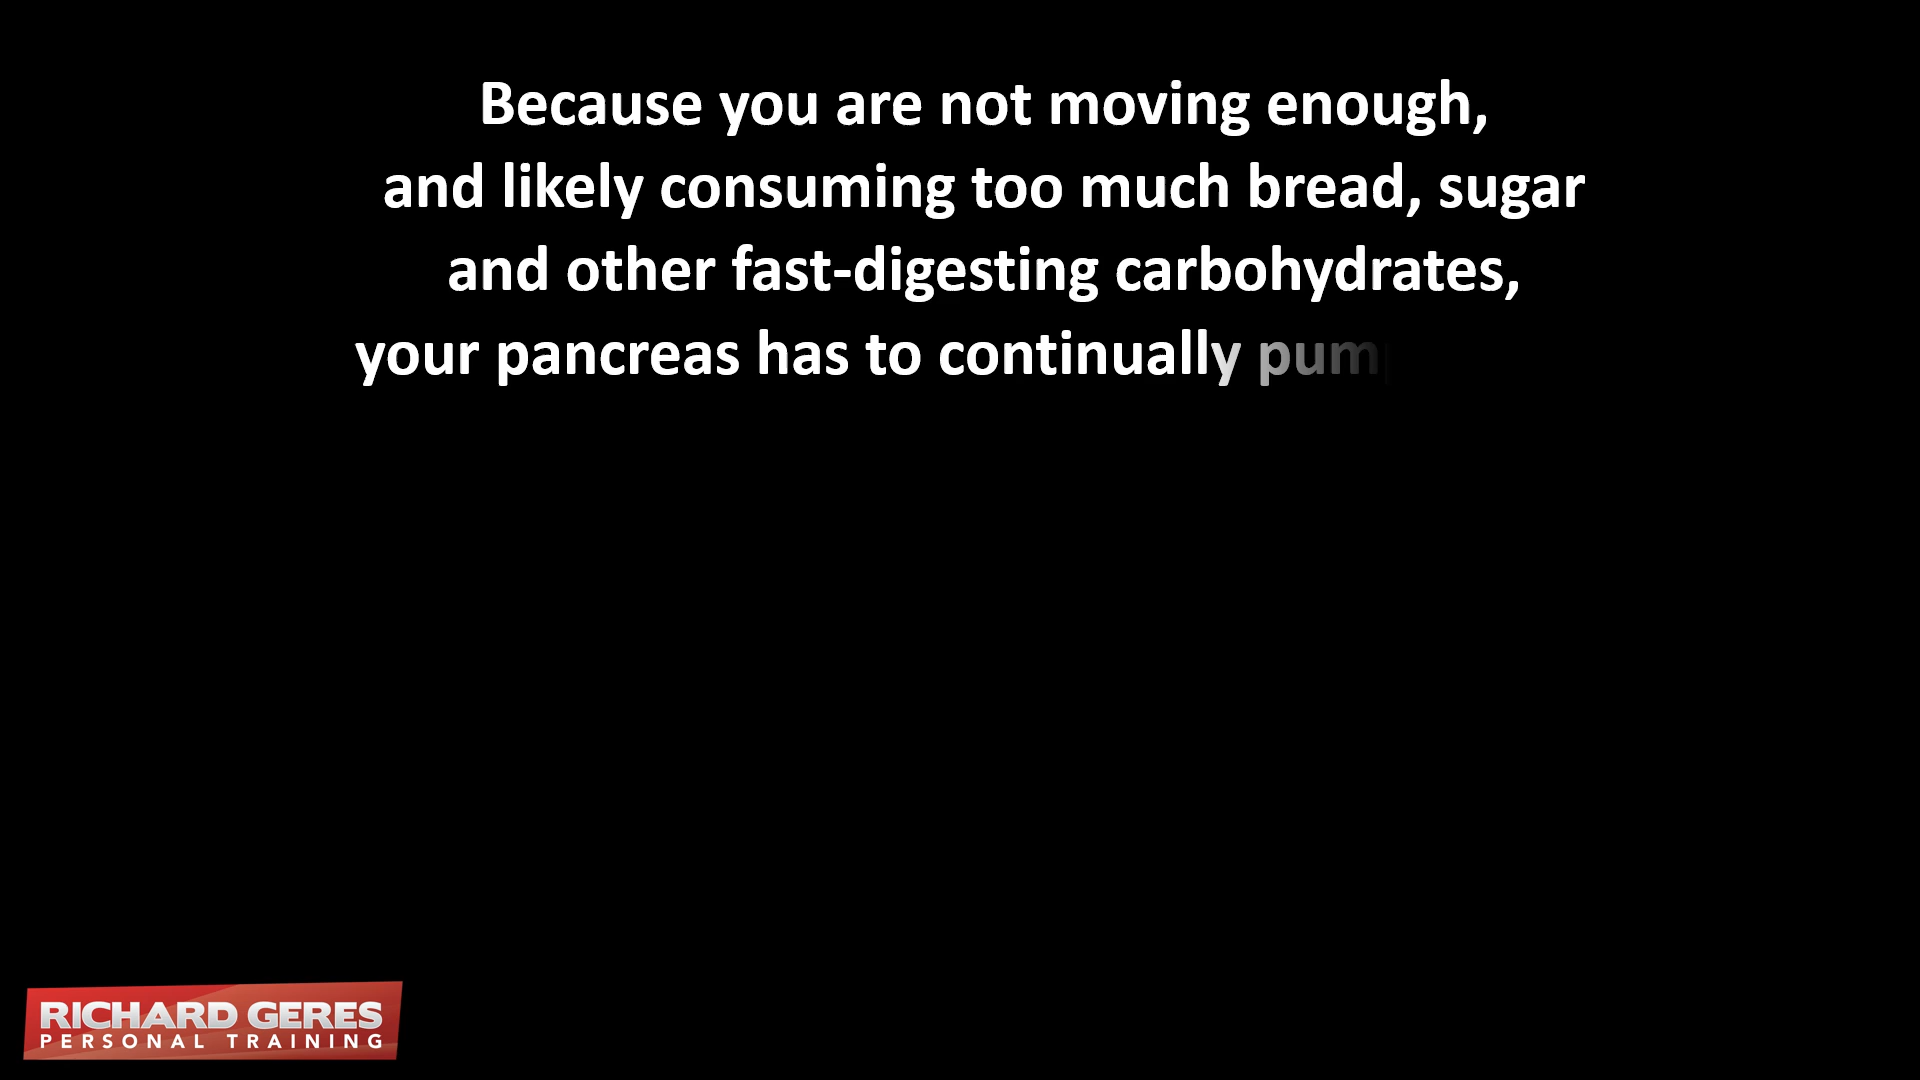 Because you are not moving enough,
and likely consuming too much bread, sugar
and other fast-digesting carbohydrates,
your pancreas has to continually
RICHARD GERES
PERSONAL TRAINING